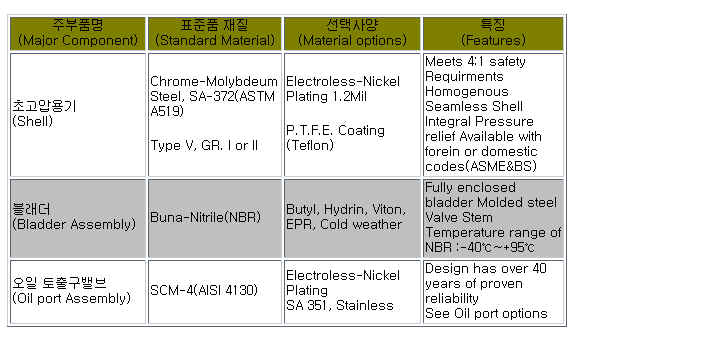 주부품명
(Major Component)
표준품 재질
(Standard Material)
선택사양
(Material options)
특징
(Features)
초고압용기
(Shell)
Chrome-Molybdeum
Steel, SA-372(ASTM
A519)
Type V, GR. I or II
Electroless-Nickel
Plating 1.2Mil
P.T.F.E. Coating
(Teflon)
Meets 4:1 safety
Requirments
Homogenous
Seamless Shell
Integral Pressure
relief Available with
forein or domestic
codes(ASME&BS)
블래더
(Bladder Assembly)
Buna-Nitrile(NBR)
Butyl, Hydrin, Viton,
EPR, Cold weather
Fully enclosed
bladder Molded steel
Valve Stem
Temperature range of
NBR :-40℃~+95℃
오일 토출구밸브
(Oil port Assembly)
SCM-4(AISI 4130)
Electroless-Nickel
Plating
SA 351, Stainless
Design has over 40
years of proven
reliability
See Oil port options